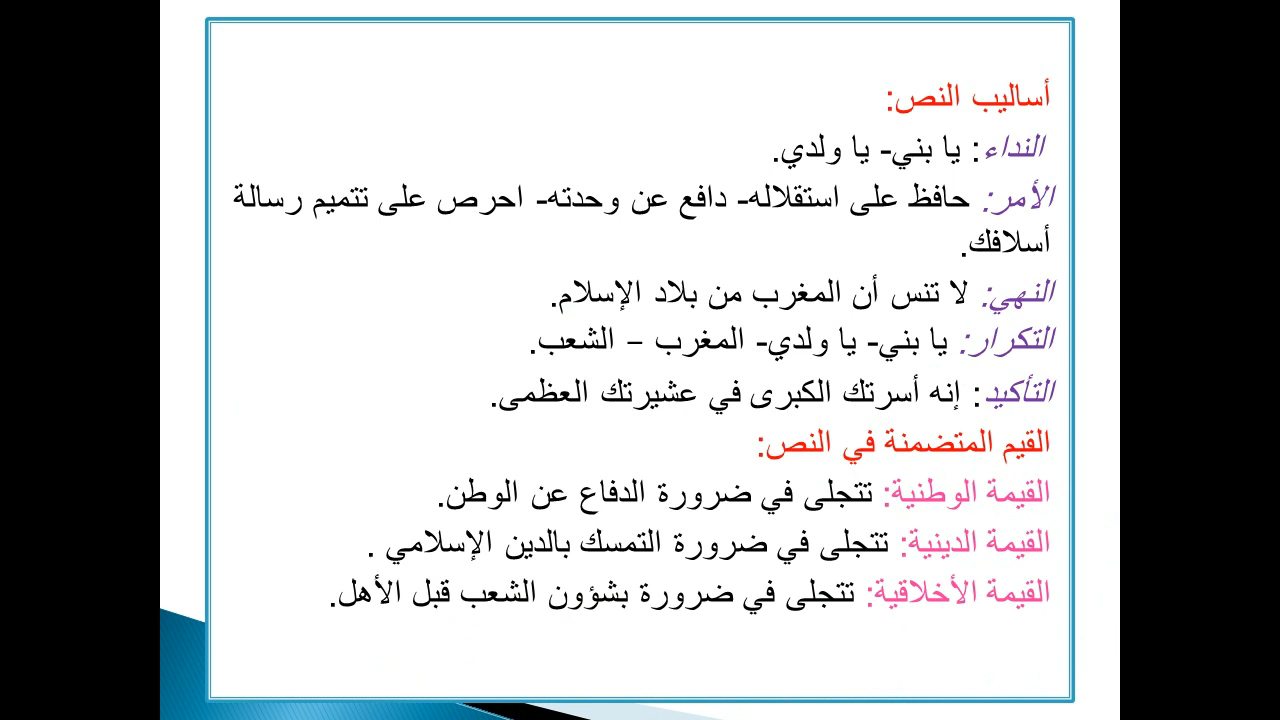 أساليب النص:
النداء: يا بني- يا ولدي.
الأمر: حافظ على استقلاله- دافع عن وحدته- احرص على تتميم رسالة
أسلافك.
النهي: لا تنس أن المغرب من بلاد الإسلام.
التكرار: يا بني- يا ولدي- المغرب – الشعب.
التأكيد: إنه أسرتك الكبرى في عشيرتك العظمى.
القيم المتضمنة في النص:
القيمة الوطنية: تتجلى في ضرورة الدفاع عن الوطن.
القيمة الدينية: تتجلى في ضرورة التمسك بالدين الإسلامي .
القيمة الأخلاقية: تتجلى في ضرورة بشؤون الشعب قبل الأهل.